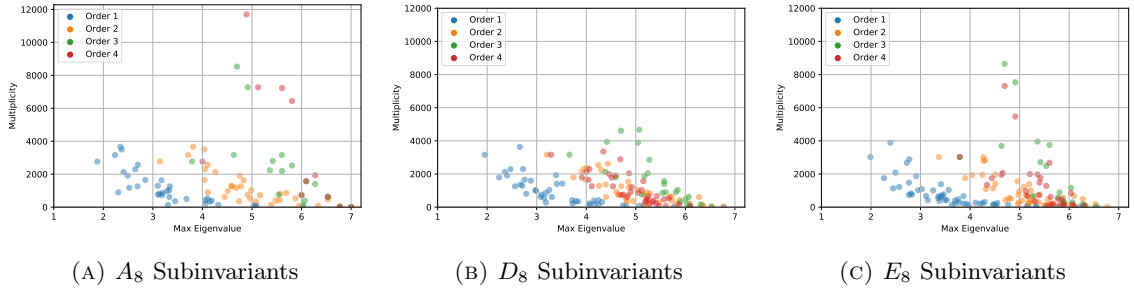 12000
10000
8000
6000
4000
2000
0
Multiplicity
Order 1
Order 2
Order 3
Order 4
1 2 3 4 5 6 7
Max Eigenvalue
(A) A₈ Subinvariants
12000
10000
8000
6000
4000
2000
0
Multiplicity
Order 1
Order 2
Order 3
Order 4
1 2 3 4 5 6 7
Max Eigenvalue
(B) D₈ Subinvariants
12000
10000
8000
6000
4000
2000
0
Multiplicity
Order 1
Order 2
Order 3
Order 4
1 2 3 4 5 6 7
Max Eigenvalue
(C) E₈ Subinvariants